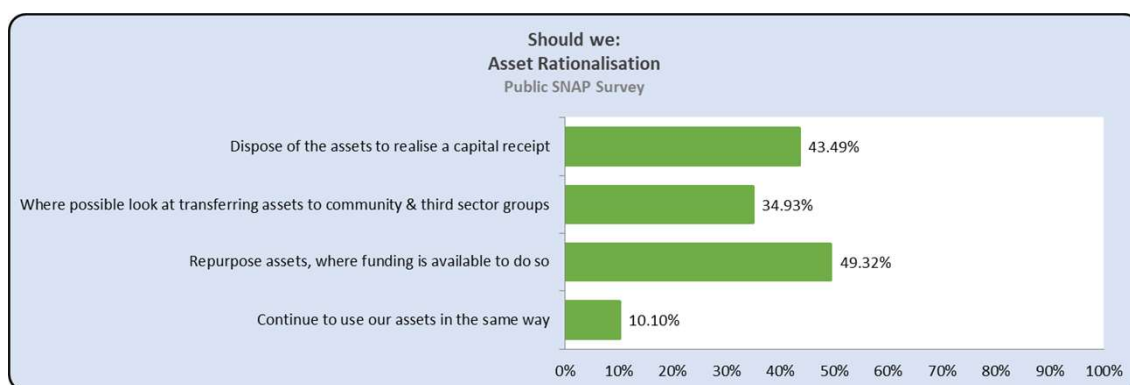 Should we:
Asset Rationalisation
Public SNAP Survey
Dispose of the assets to realise a capital receipt
43.49%
Where possible look at transferring assets to community & third sector groups
34.93%
Repurpose assets, where funding is available to do so
49.32%
Continue to use our assets in the same way
10.10%
0% 10% 20% 30% 40% 50% 60% 70% 80% 90% 100%